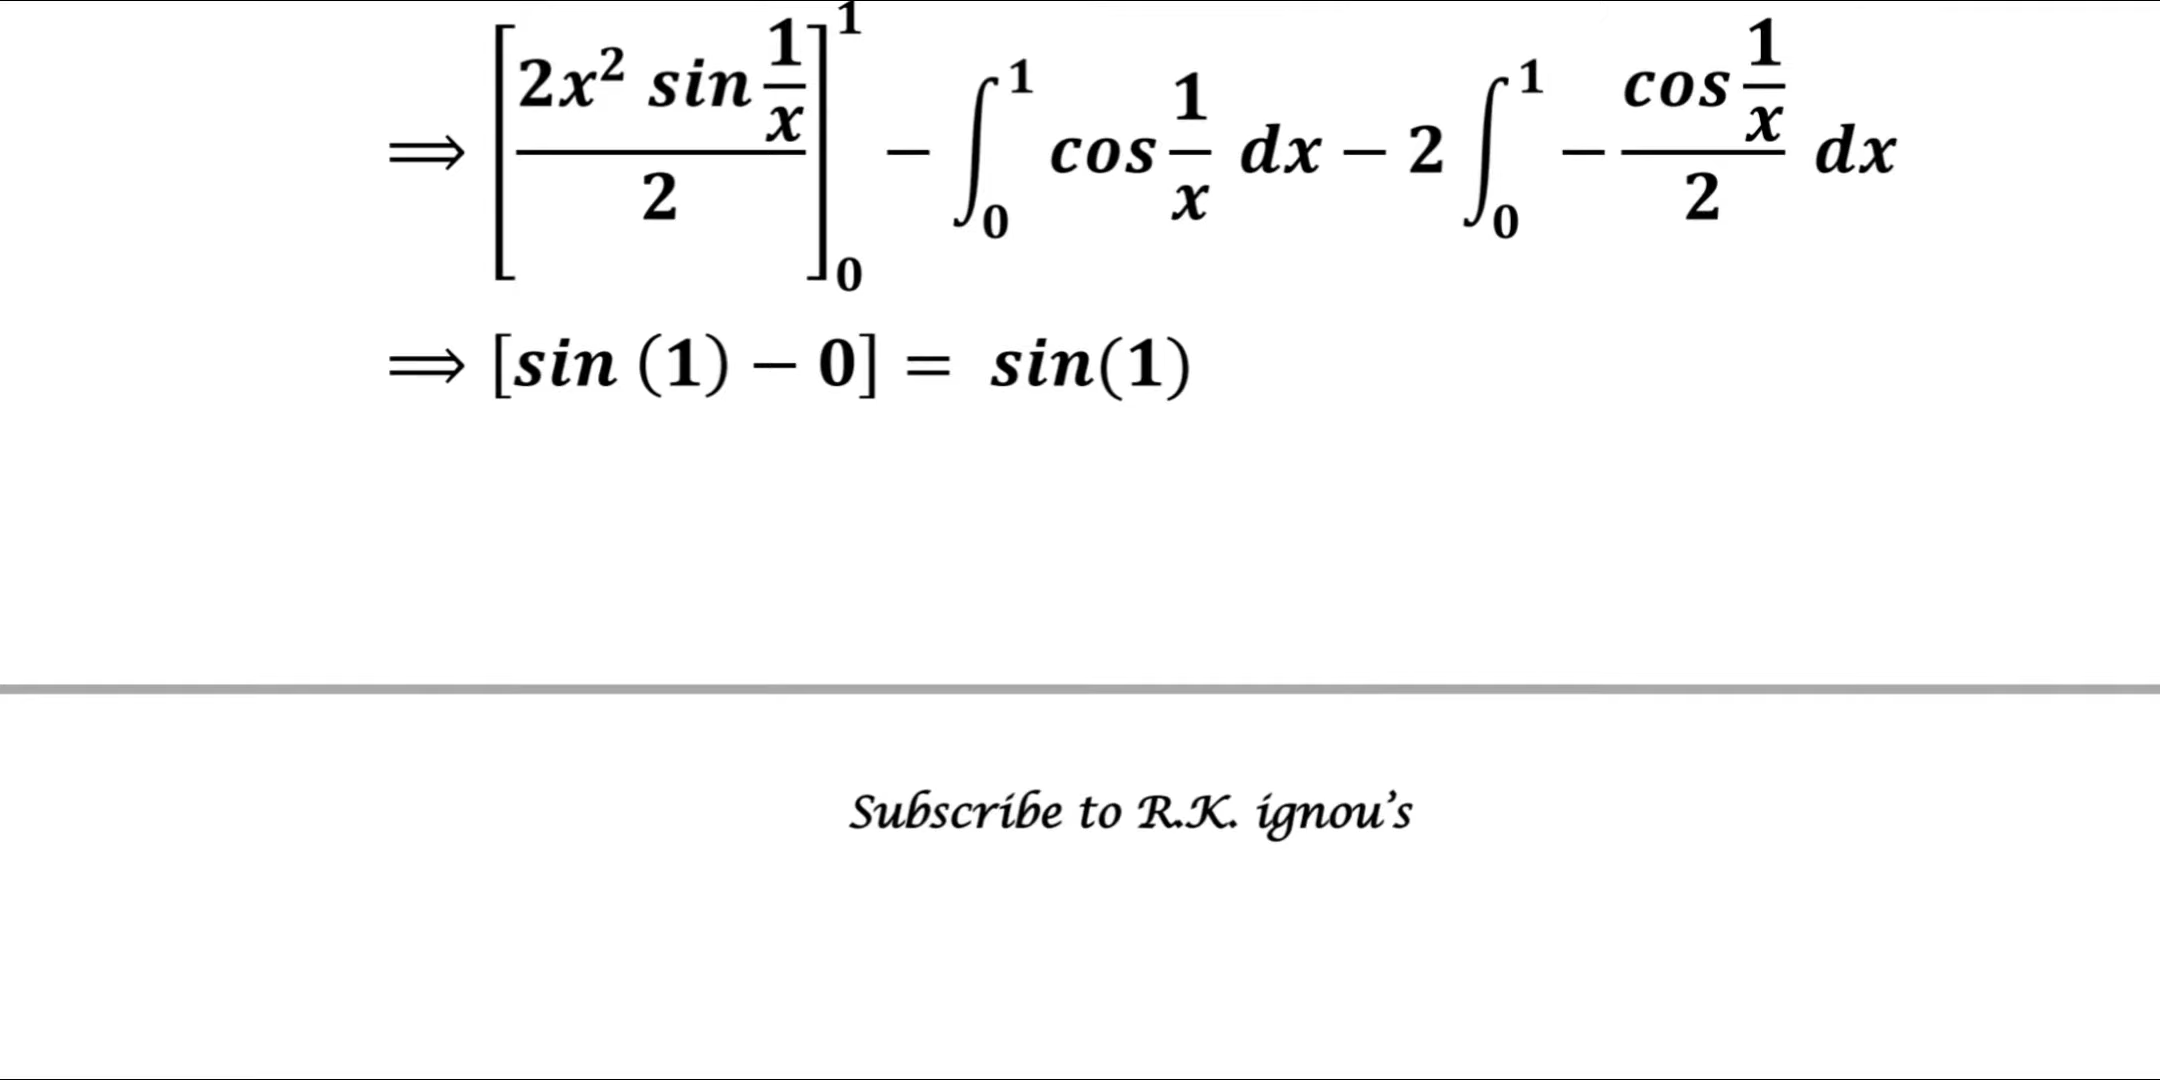 ⟹ [2x² sin 1/x / 2]₀¹ − ∫₀¹ cos 1/x dx − 2 ∫₀¹ − cos 1/x / 2 dx
⟹ [sin (1) − 0] = sin(1)
Subscribe to R.K. ignou's